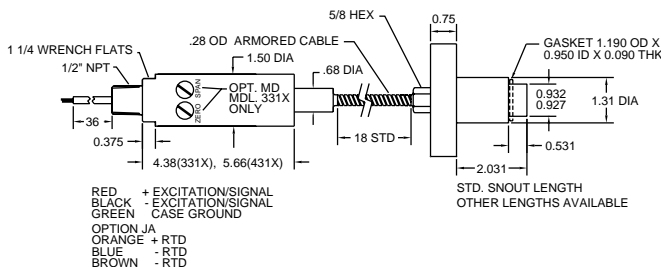 5/8 HEX
0.75
1 1/4 WRENCH FLATS
.28 OD ARMORED CABLE
GASKET 1.190 OD X
0.950 ID X 0.090 THK
1/2" NPT
1.50 DIA
SPAN
ZERO
OPT. MD
MDL. 331X
ONLY
.68 DIA
0.932
0.927
1.31 DIA
36
0.375
18 STD
0.531
4.38(331X), 5.66(431X)
2.031
RED + EXCITATION/SIGNAL
BLACK - EXCITATION/SIGNAL
GREEN CASE GROUND
OPTION JA
ORANGE + RTD
BLUE - RTD
BROWN - RTD
STD. SNOUT LENGTH
OTHER LENGTHS AVAILABLE